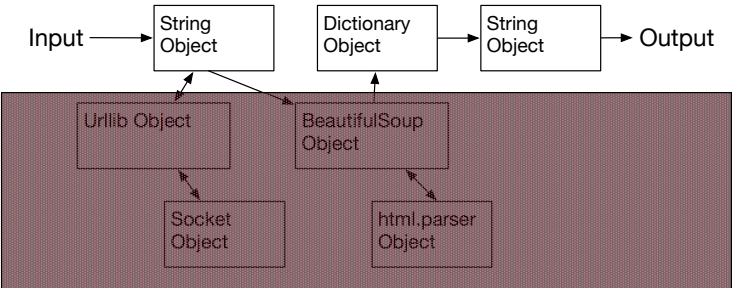 Input
String
Object
Dictionary
Object
String
Object
Output
Urllib Object
BeautifulSoup
Object
Socket
Object
html.parser
Object